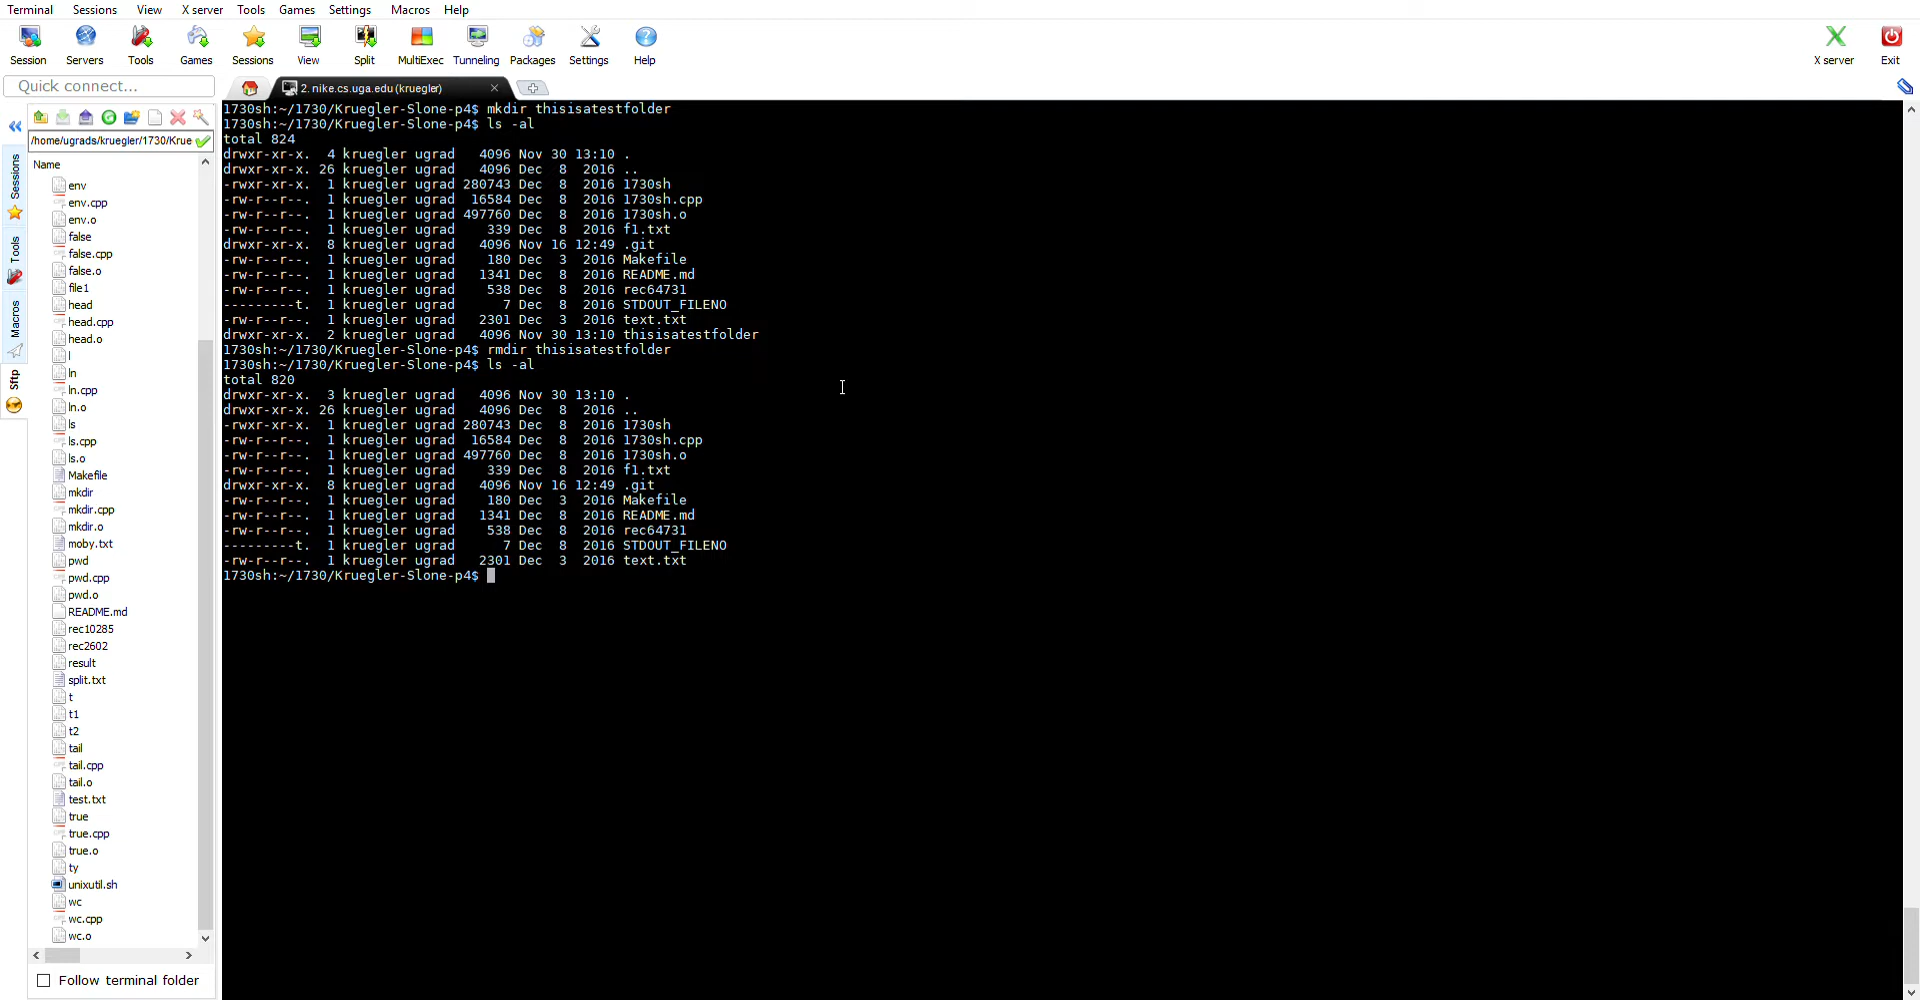 Terminal Sessions View X server Tools Games Settings Macros Help
Session Servers Tools Games Sessions View Split MultiExec Tunneling Packages Settings Help X server Exit
Quick connect...
2. nike.cs.uga.edu (kruegler)
/home/ugrads/kruegler/1730/Krue
Sessions
Tools
Macros
Sftp
Name
env
env.cpp
env.o
false
false.cpp
false.o
file1
head
head.cpp
head.o
l
ln
ln.cpp
ln.o
ls
ls.cpp
ls.o
Makefile
mkdir
mkdir.cpp
mkdir.o
moby.txt
pwd
pwd.cpp
pwd.o
README.md
rec10285
rec2602
result
split.txt
t
t1
t2
tail
tail.cpp
tail.o
test.txt
true
true.cpp
true.o
ty
unixutil.sh
wc
wc.cpp
wc.o
Follow terminal folder
1730sh:~/1730/Kruegler-Slone-p4$ mkdir thisisatestfolder
1730sh:~/1730/Kruegler-Slone-p4$ ls -al
total 824
drwxr-xr-x.  4 kruegler ugrad   4096 Nov 30 13:10 .
drwxr-xr-x. 26 kruegler ugrad   4096 Dec  8  2016 ..
-rwxr-xr-x.  1 kruegler ugrad 280743 Dec  8  2016 1730sh
-rw-r--r--.  1 kruegler ugrad  16584 Dec  8  2016 1730sh.cpp
-rw-r--r--.  1 kruegler ugrad 497760 Dec  8  2016 1730sh.o
-rw-r--r--.  1 kruegler ugrad    339 Dec  8  2016 f1.txt
drwxr-xr-x.  8 kruegler ugrad   4096 Nov 16 12:49 .git
-rw-r--r--.  1 kruegler ugrad    180 Dec  3  2016 Makefile
-rw-r--r--.  1 kruegler ugrad   1341 Dec  8  2016 README.md
-rw-r--r--.  1 kruegler ugrad    538 Dec  8  2016 rec64731
---------t.  1 kruegler ugrad      7 Dec  8  2016 STDOUT_FILENO
-rw-r--r--.  1 kruegler ugrad   2301 Dec  3  2016 text.txt
drwxr-xr-x.  2 kruegler ugrad   4096 Nov 30 13:10 thisisatestfolder
1730sh:~/1730/Kruegler-Slone-p4$ rmdir thisisatestfolder
1730sh:~/1730/Kruegler-Slone-p4$ ls -al
total 820
drwxr-xr-x.  3 kruegler ugrad   4096 Nov 30 13:10 .
drwxr-xr-x. 26 kruegler ugrad   4096 Dec  8  2016 ..
-rwxr-xr-x.  1 kruegler ugrad 280743 Dec  8  2016 1730sh
-rw-r--r--.  1 kruegler ugrad  16584 Dec  8  2016 1730sh.cpp
-rw-r--r--.  1 kruegler ugrad 497760 Dec  8  2016 1730sh.o
-rw-r--r--.  1 kruegler ugrad    339 Dec  8  2016 f1.txt
drwxr-xr-x.  8 kruegler ugrad   4096 Nov 16 12:49 .git
-rw-r--r--.  1 kruegler ugrad    180 Dec  3  2016 Makefile
-rw-r--r--.  1 kruegler ugrad   1341 Dec  8  2016 README.md
-rw-r--r--.  1 kruegler ugrad    538 Dec  8  2016 rec64731
---------t.  1 kruegler ugrad      7 Dec  8  2016 STDOUT_FILENO
-rw-r--r--.  1 kruegler ugrad   2301 Dec  3  2016 text.txt
1730sh:~/1730/Kruegler-Slone-p4$